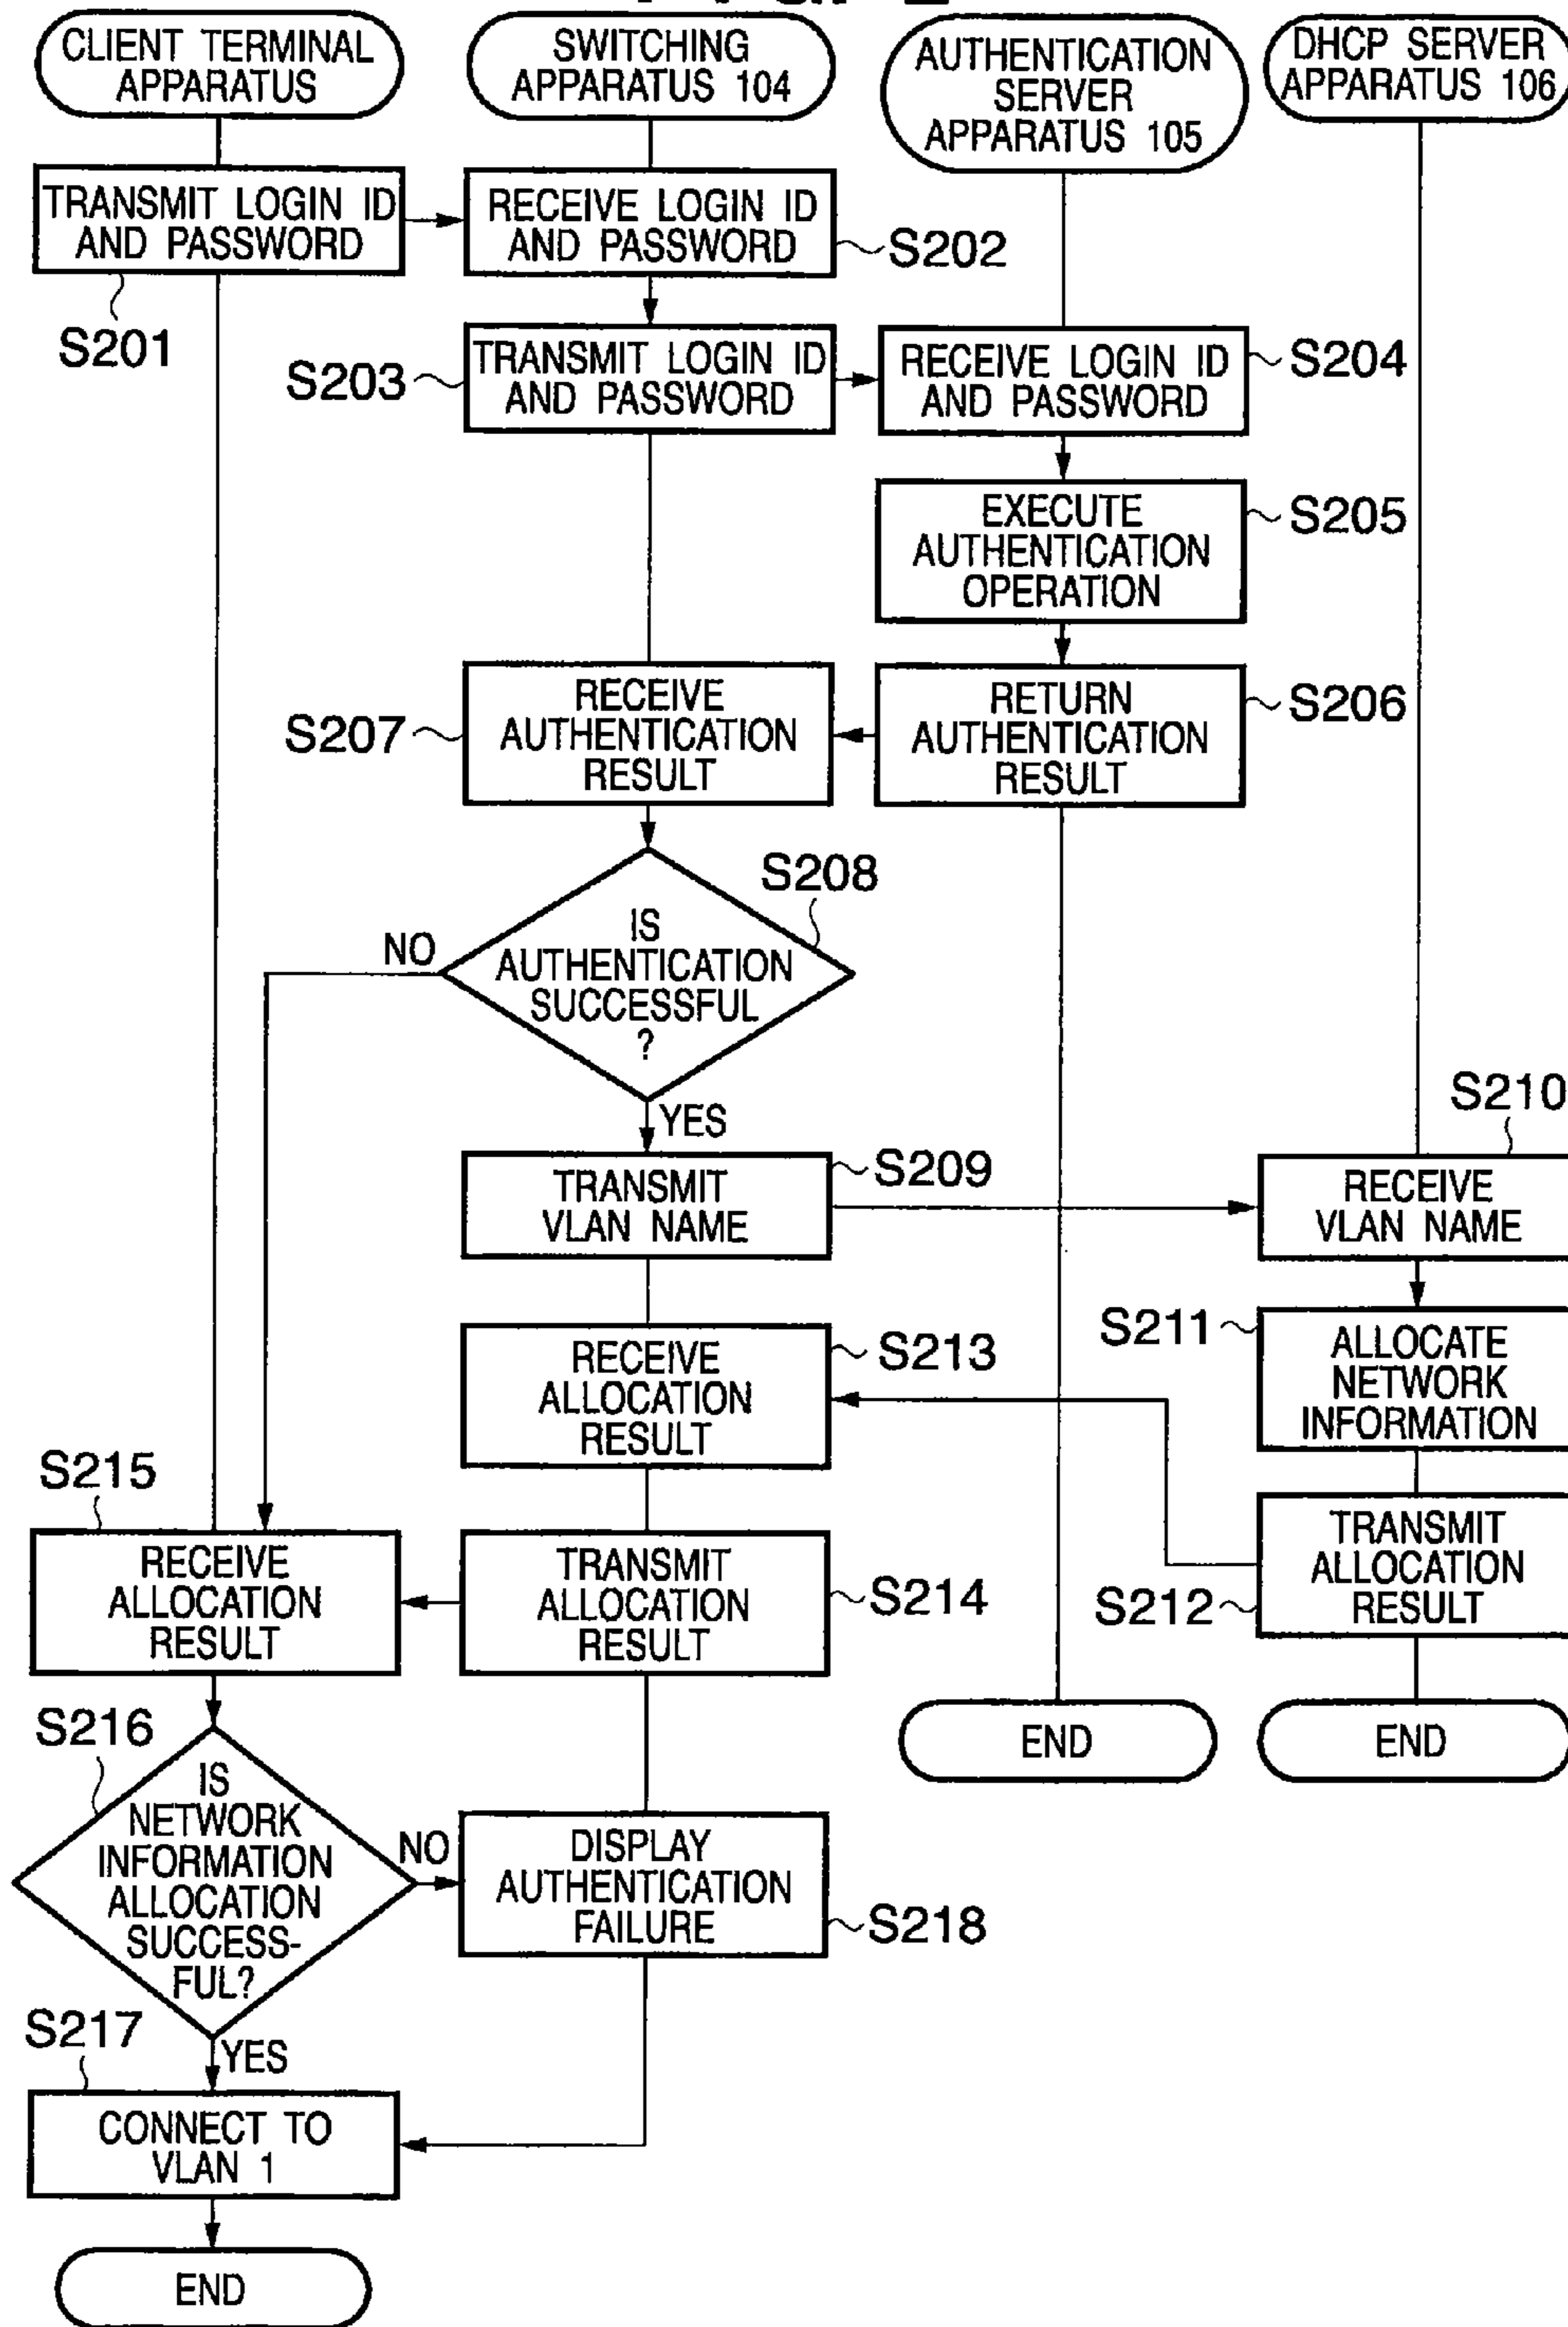 CLIENT TERMINAL
APPARATUS
SWITCHING
APPARATUS 104
AUTHENTICATION
SERVER
APPARATUS 105
DHCP SERVER
APPARATUS 106
TRANSMIT LOGIN ID
AND PASSWORD
S201
RECEIVE LOGIN ID
AND PASSWORD
S202
S203
TRANSMIT LOGIN ID
AND PASSWORD
RECEIVE LOGIN ID
AND PASSWORD
S204
EXECUTE
AUTHENTICATION
OPERATION
S205
RETURN
AUTHENTICATION
RESULT
S206
S207
RECEIVE
AUTHENTICATION
RESULT
S208
IS
AUTHENTICATION
SUCCESSFUL
?
NO
YES
TRANSMIT
VLAN NAME
S209
S210
RECEIVE
VLAN NAME
S211
ALLOCATE
NETWORK
INFORMATION
S212
TRANSMIT
ALLOCATION
RESULT
RECEIVE
ALLOCATION
RESULT
S213
TRANSMIT
ALLOCATION
RESULT
S214
S215
RECEIVE
ALLOCATION
RESULT
END
END
S216
IS
NETWORK
INFORMATION
ALLOCATION
SUCCESS-
FUL?
NO
YES
DISPLAY
AUTHENTICATION
FAILURE
S218
S217
CONNECT TO
VLAN 1
END